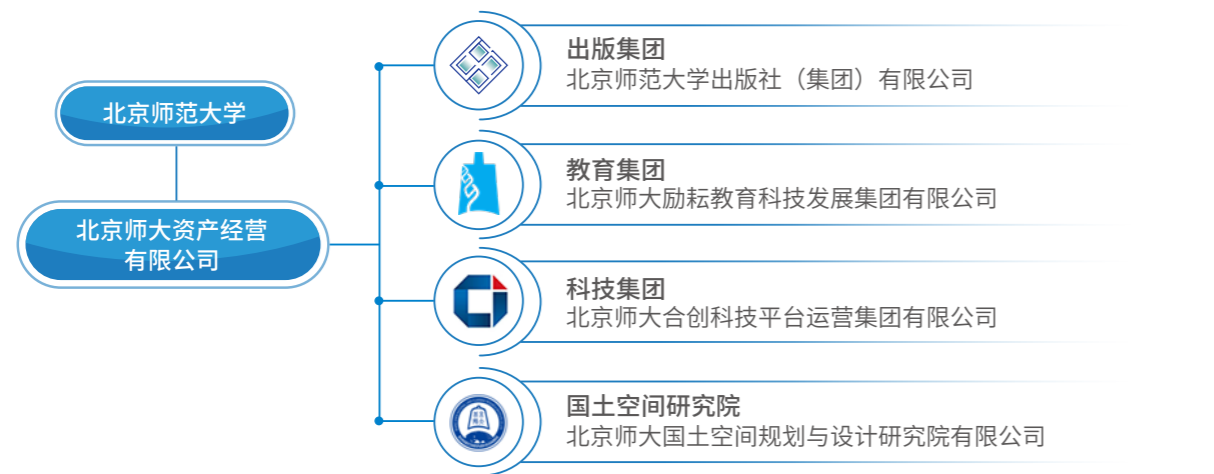 北京师范大学
北京师大资产经营
有限公司
出版集团
北京师范大学出版社（集团）有限公司
教育集团
北京师大励耘教育科技发展集团有限公司
科技集团
北京师大合创科技平台运营集团有限公司
国土空间研究院
北京师大国土空间规划与设计研究院有限公司